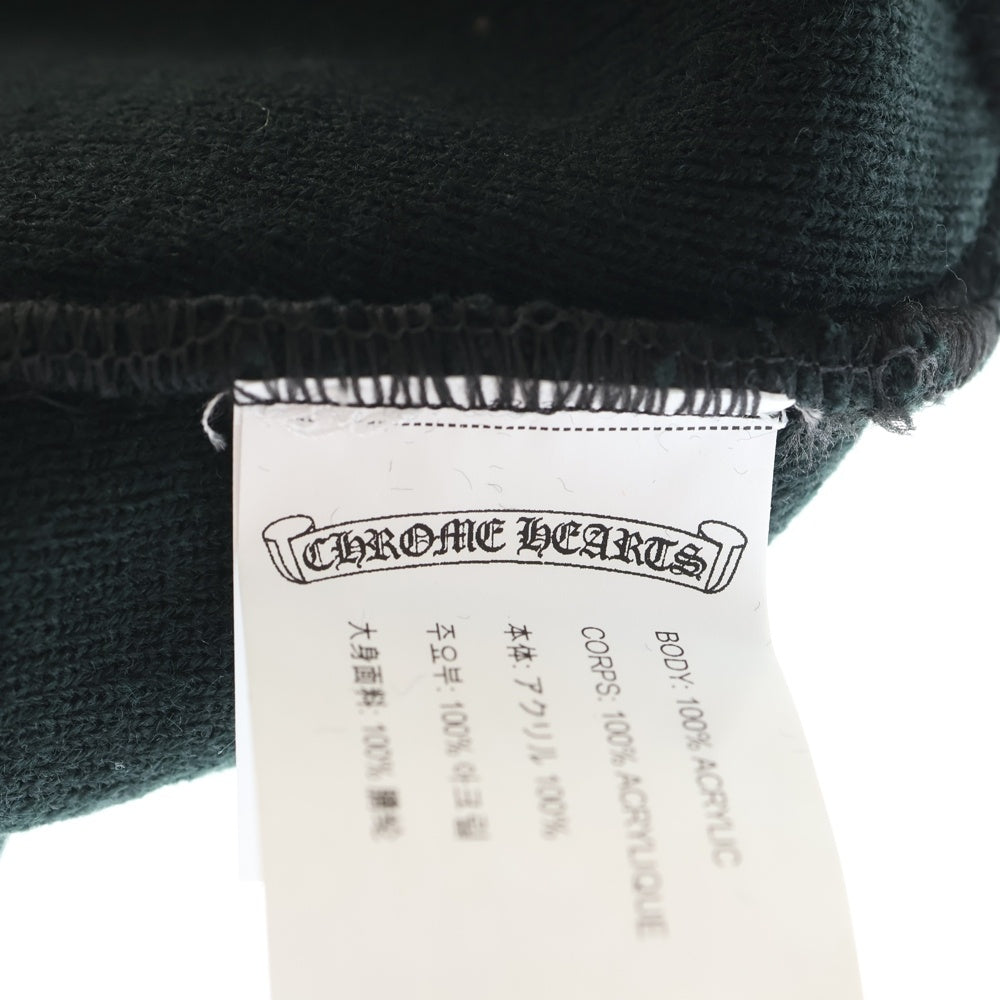 CHROME HEARTS
BODY: 100% ACRYLIC
CORPS: 100% ACRYLIQUE
本体: アクリル 100%
주요부: 100% 아크릴
大身面料: 100% 腈纶